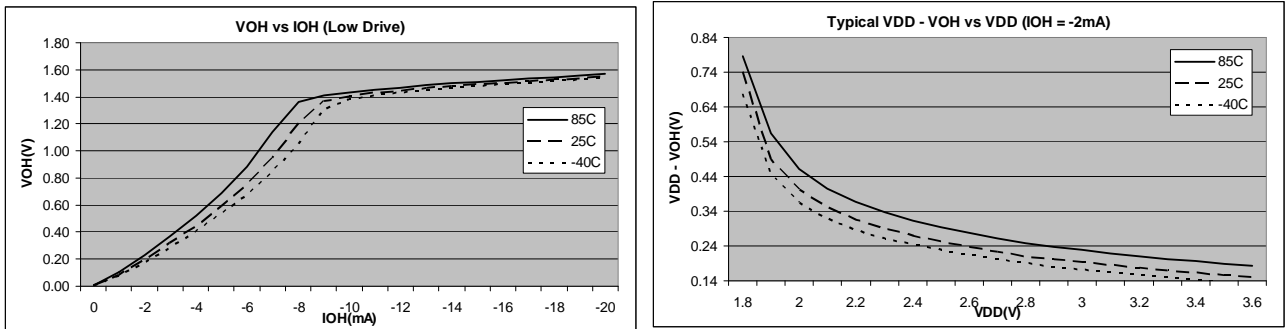 VOH vs IOH (Low Drive)
1.80
1.60
1.40
1.20
1.00
0.80
0.60
0.40
0.20
0.00
VOH(V)
85C
25C
-40C
0 -2 -4 -6 -8 -10 -12 -14 -16 -18 -20
IOH(mA)
Typical VDD - VOH vs VDD (IOH = -2mA)
0.84
0.74
0.64
0.54
0.44
0.34
0.24
0.14
VDD - VOH(V)
85C
25C
-40C
1.8 2 2.2 2.4 2.6 2.8 3 3.2 3.4 3.6
VDD(V)